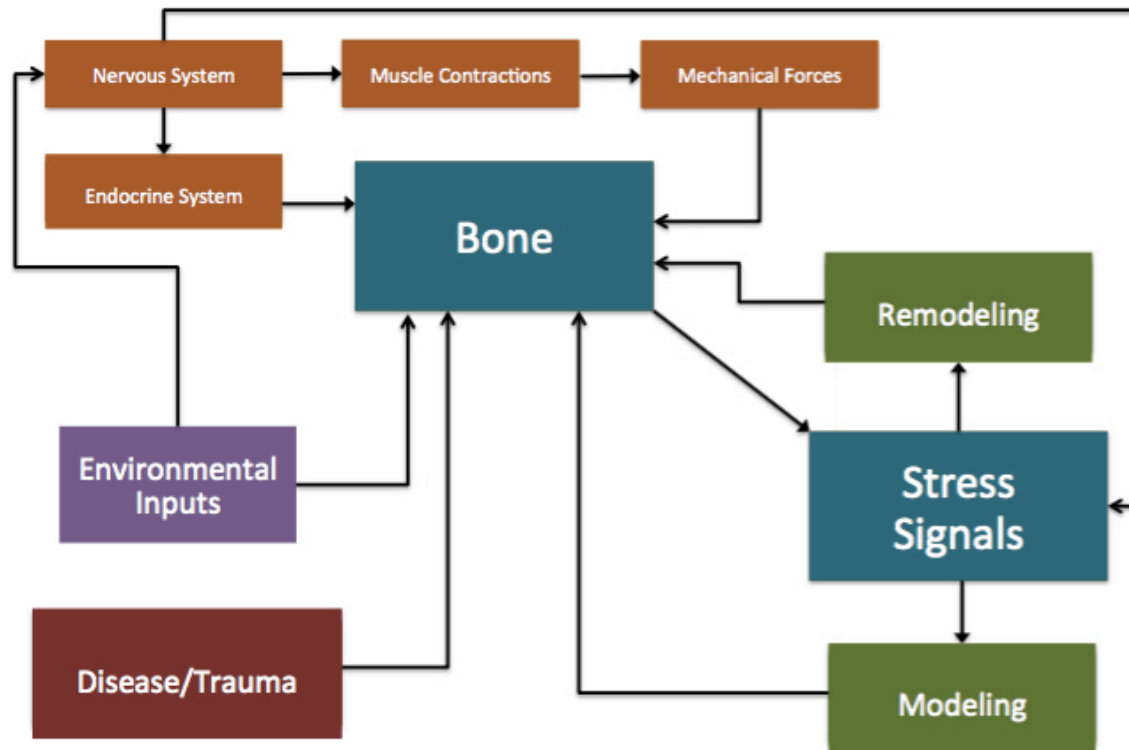 Nervous System
Muscle Contractions
Mechanical Forces
Endocrine System
Bone
Remodeling
Environmental
Inputs
Stress
Signals
Disease/Trauma
Modeling